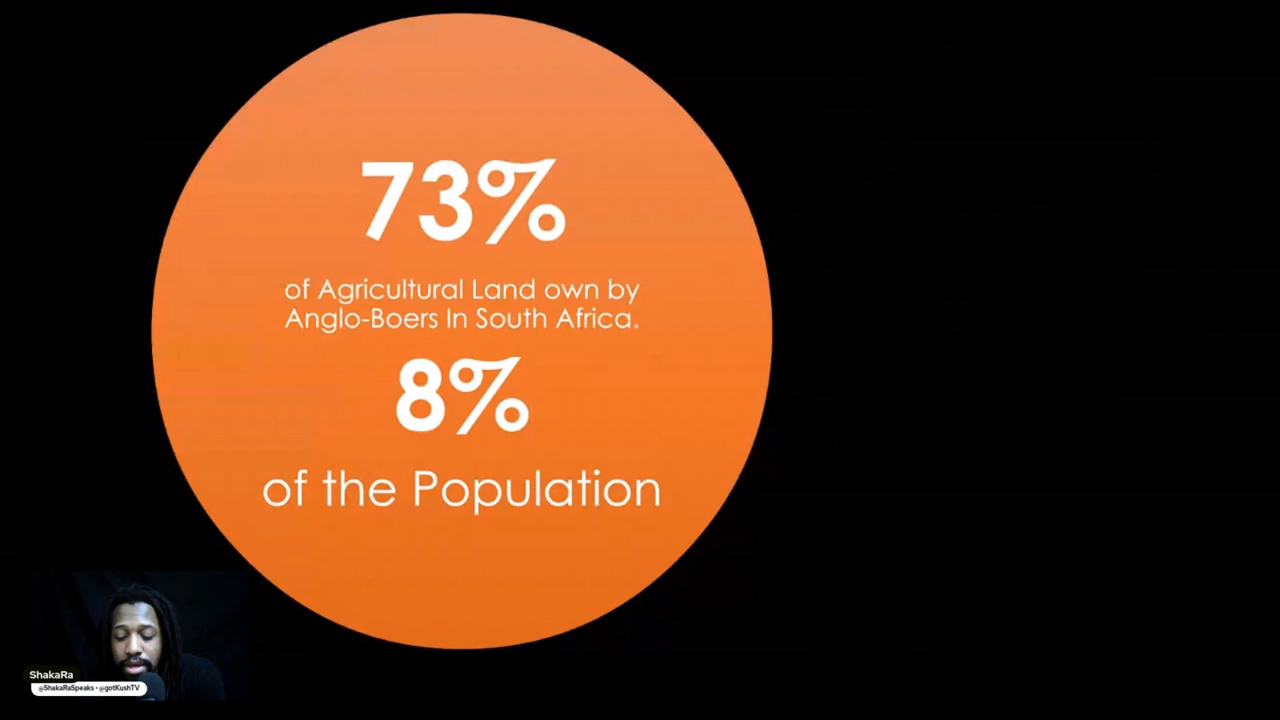 73%
of Agricultural Land own by
Anglo-Boers In South Africa.
8%
of the Population
ShakaRa
@ShakaRaSpeaks • @gotKushTV